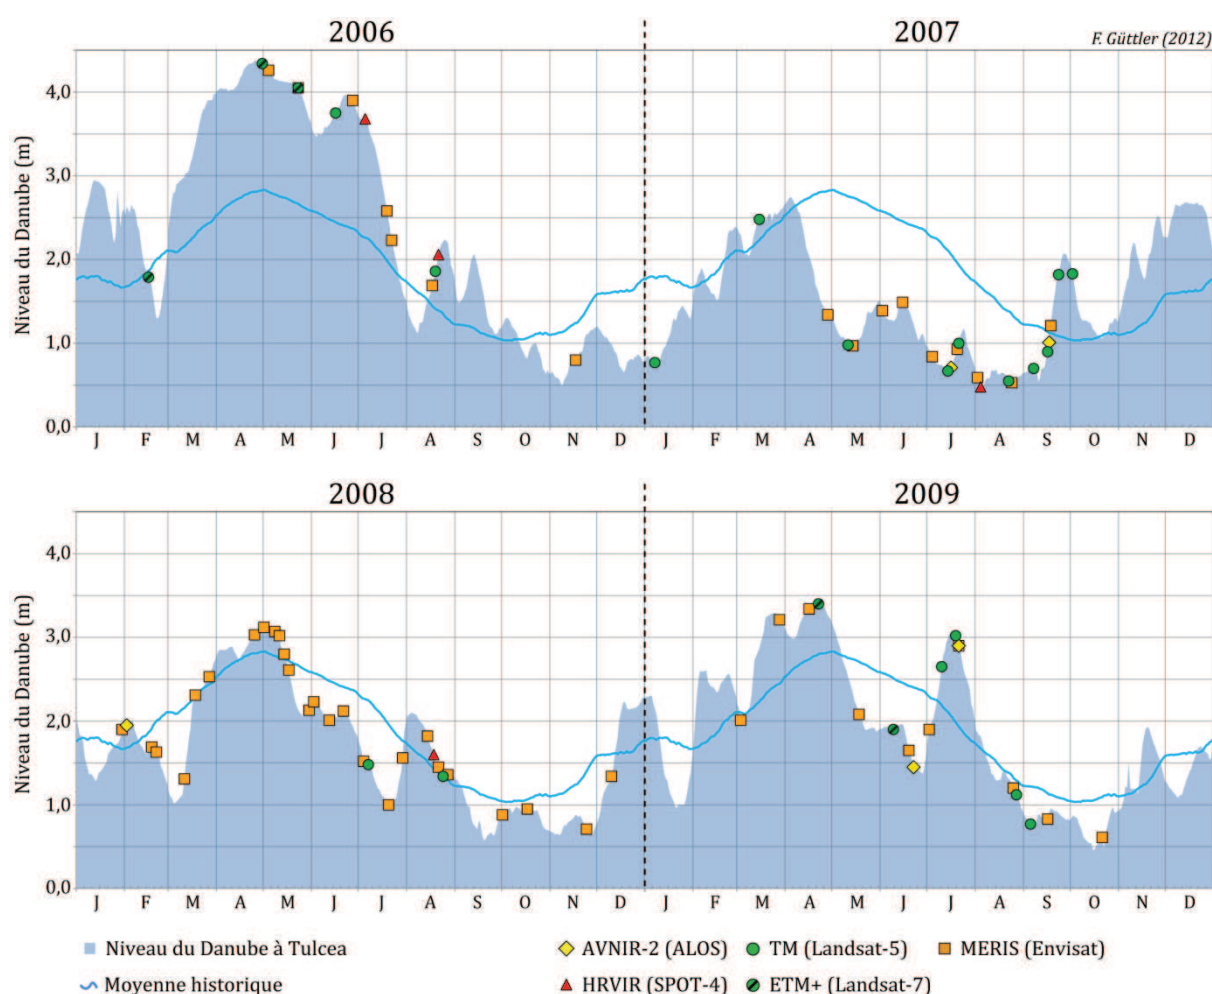 2006 2007
F. Güttler (2012)
Niveau du Danube (m)
4,0
3,0
2,0
1,0
0,0
J F M A M J J A S O N D J F M A M J J A S O N D
2008 2009
Niveau du Danube (m)
4,0
3,0
2,0
1,0
0,0
J F M A M J J A S O N D J F M A M J J A S O N D
Niveau du Danube à Tulcea AVNIR-2 (ALOS) TM (Landsat-5) MERIS (Envisat)
Moyenne historique HRVIR (SPOT-4) ETM+ (Landsat-7)